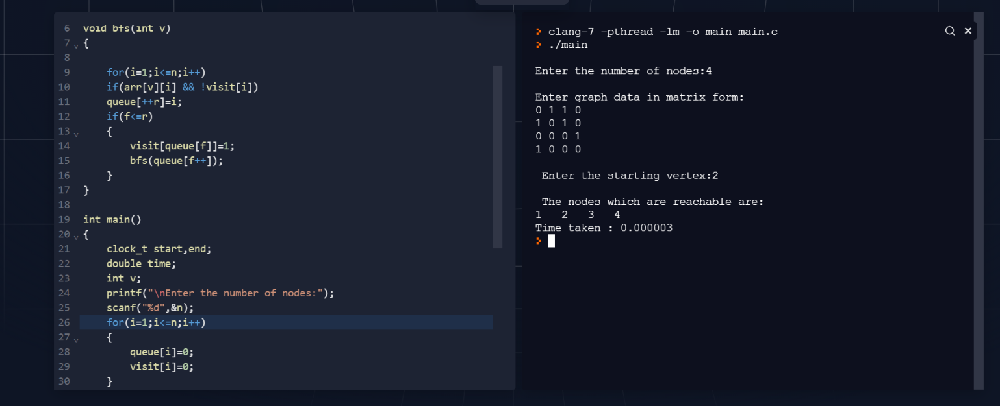 6 void bfs(int v)
7 {
8
9 for(i=1;i<=n;i++)
10 if(arr[v][i] && !visit[i])
11 queue[++r]=i;
12 if(f<=r)
13 {
14 visit[queue[f]]=1;
15 bfs(queue[f++]);
16 }
17 }
18
19 int main()
20 {
21 clock_t start,end;
22 double time;
23 int v;
24 printf("\nEnter the number of nodes:");
25 scanf("%d",&n);
26 for(i=1;i<=n;i++)
27 {
28 queue[i]=0;
29 visit[i]=0;
30 }
clang-7 -pthread -lm -o main main.c
./main
Enter the number of nodes:4
Enter graph data in matrix form:
0 1 1 0
1 0 1 0
0 0 0 1
1 0 0 0
Enter the starting vertex:2
The nodes which are reachable are:
1 2 3 4
Time taken : 0.000003